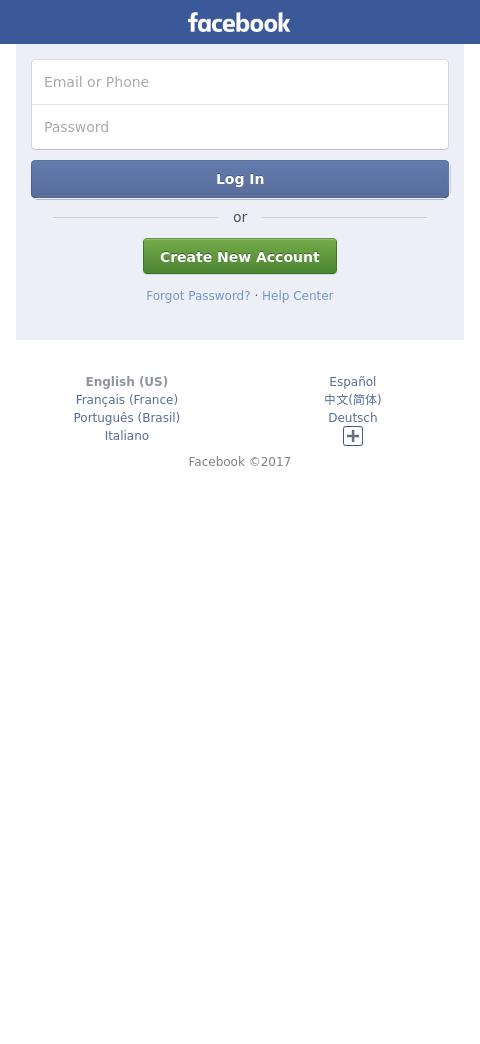 facebook
Email or Phone
Password
Log In
or
Create New Account
Forgot Password? · Help Center
English (US)
Español
Français (France)
中文(简体)
Português (Brasil)
Deutsch
Italiano
Facebook ©2017